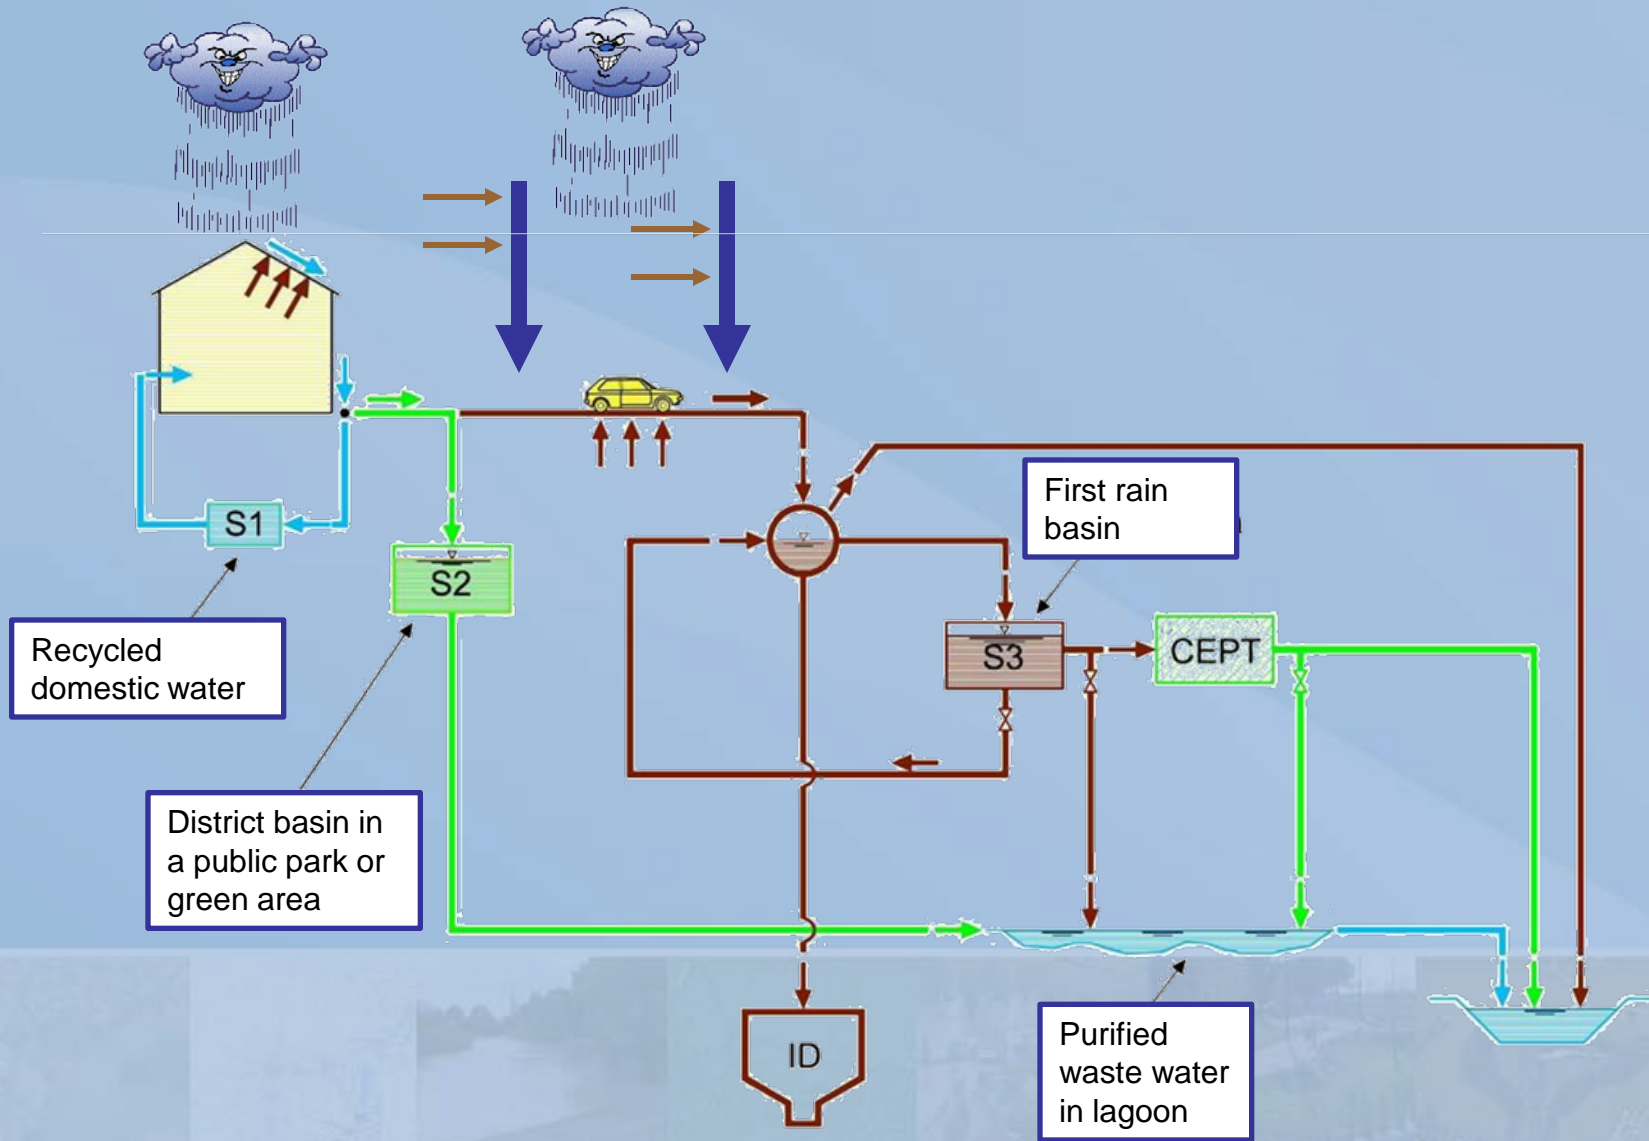 First rain
basin
S1
S2
S3
CEPT
Recycled
domestic water
District basin in
a public park or
green area
ID
Purified
waste water
in lagoon